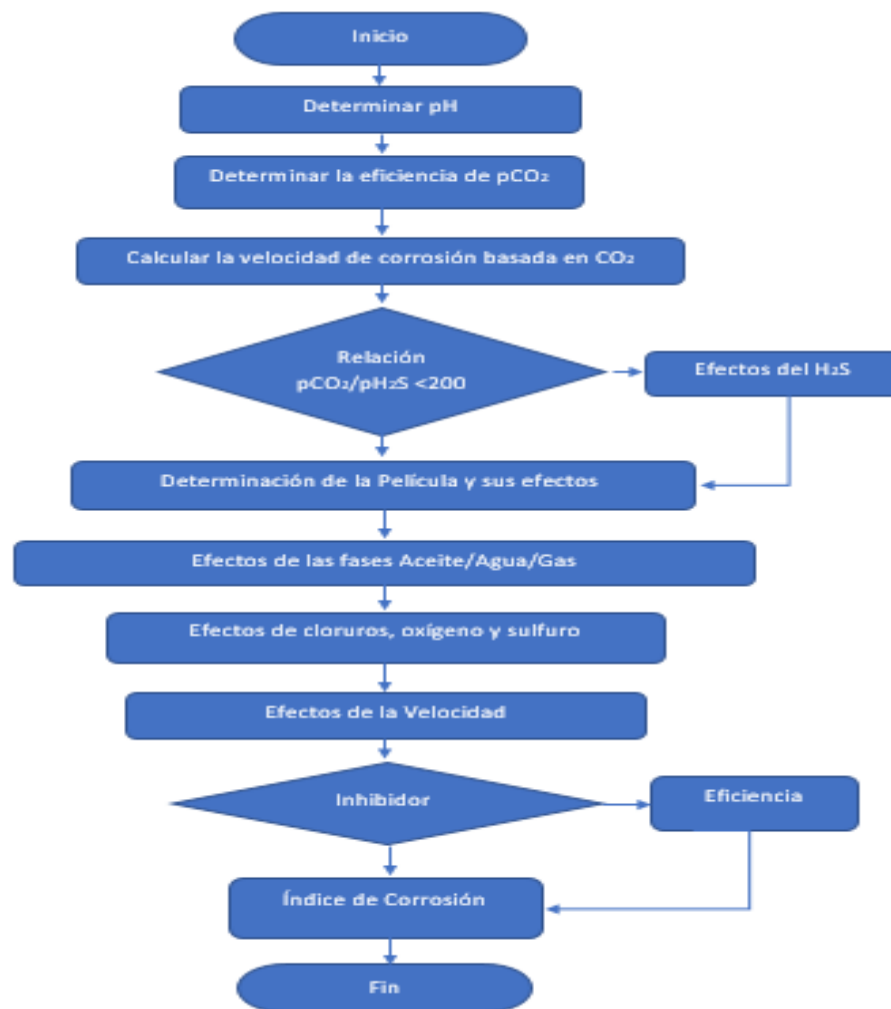 Inicio
Determinar pH
Determinar la eficiencia de pCO₂
Calcular la velocidad de corrosión basada en CO₂
Relación
pCO₂/pH₂S <200
Efectos del H₂S
Determinación de la Película y sus efectos
Efectos de las fases Aceite/Agua/Gas
Efectos de cloruros, oxígeno y sulfuro
Efectos de la Velocidad
Inhibidor
Eficiencia
Índice de Corrosión
Fin